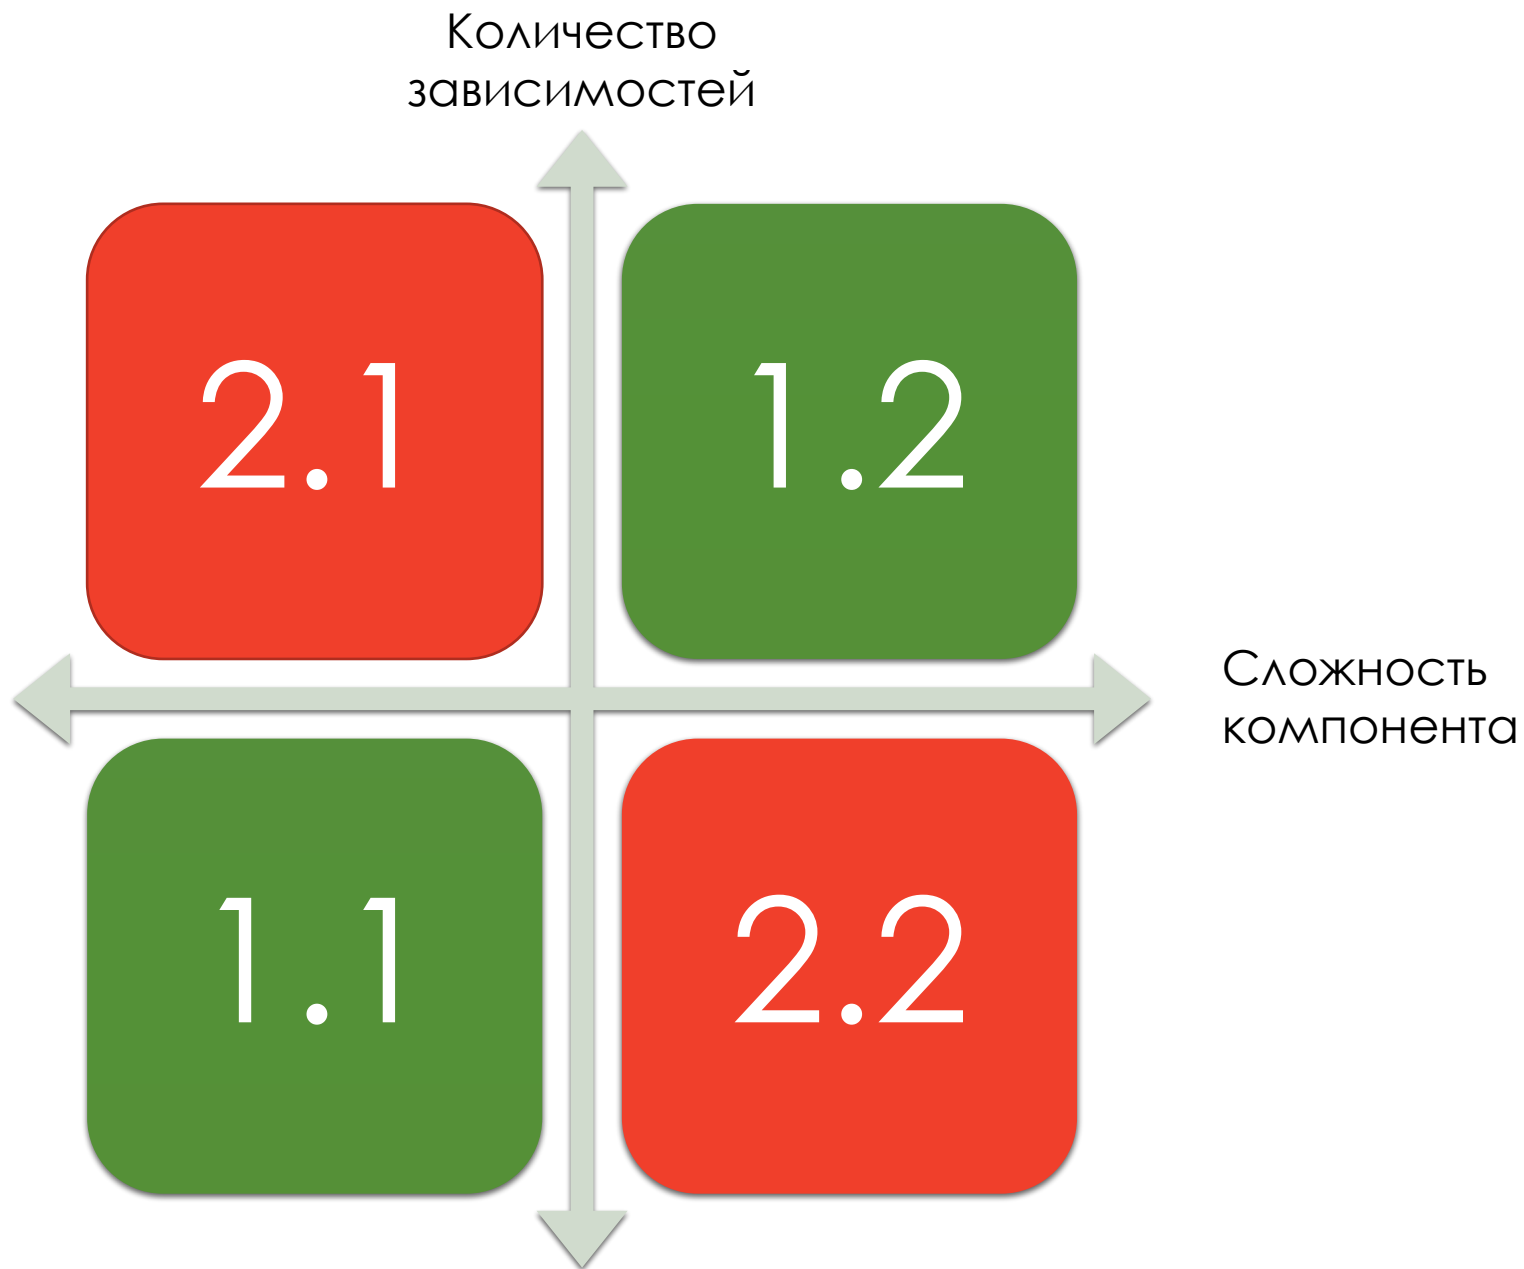 Количество
зависимостей
2.1
1.2
Сложность
компонента
1.1
2.2